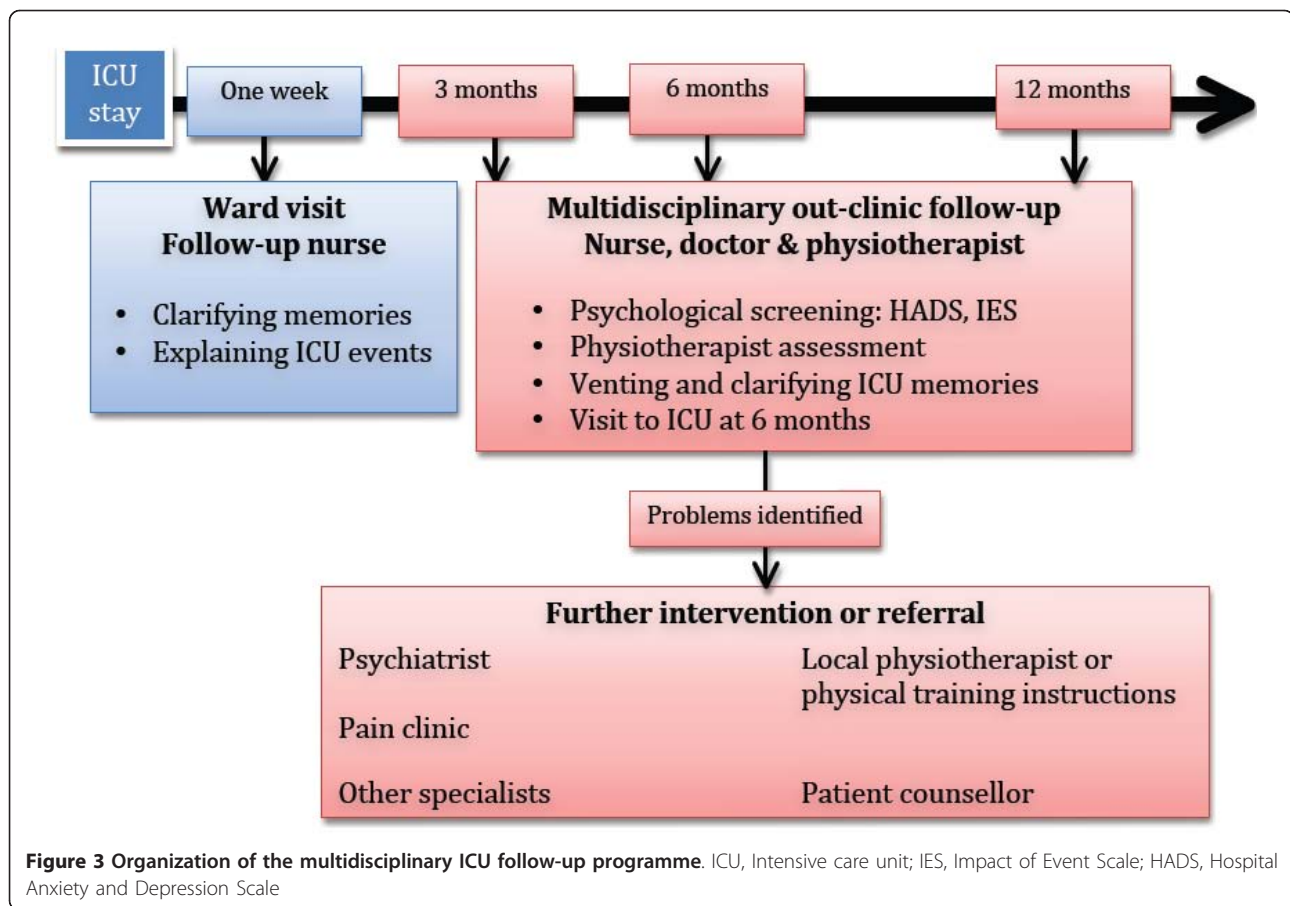 ICU
stay
One week
3 months
6 months
12 months
Ward visit
Follow-up nurse
• Clarifying memories
• Explaining ICU events
Multidisciplinary out-clinic follow-up
Nurse, doctor & physiotherapist
• Psychological screening: HADS, IES
• Physiotherapist assessment
• Venting and clarifying ICU memories
• Visit to ICU at 6 months
Problems identified
Further intervention or referral
Psychiatrist
Pain clinic
Other specialists
Local physiotherapist or
physical training instructions
Patient counsellor
Figure 3 Organization of the multidisciplinary ICU follow-up programme. ICU, Intensive care unit; IES, Impact of Event Scale; HADS, Hospital
Anxiety and Depression Scale